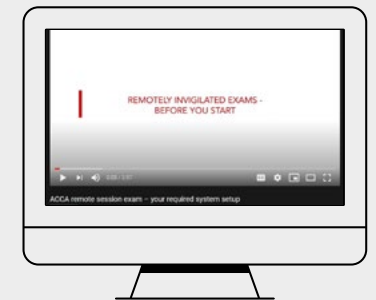 REMOTELY INVIGILATED EXAMS -
BEFORE YOU START
ACCA remote session exam – your required system setup